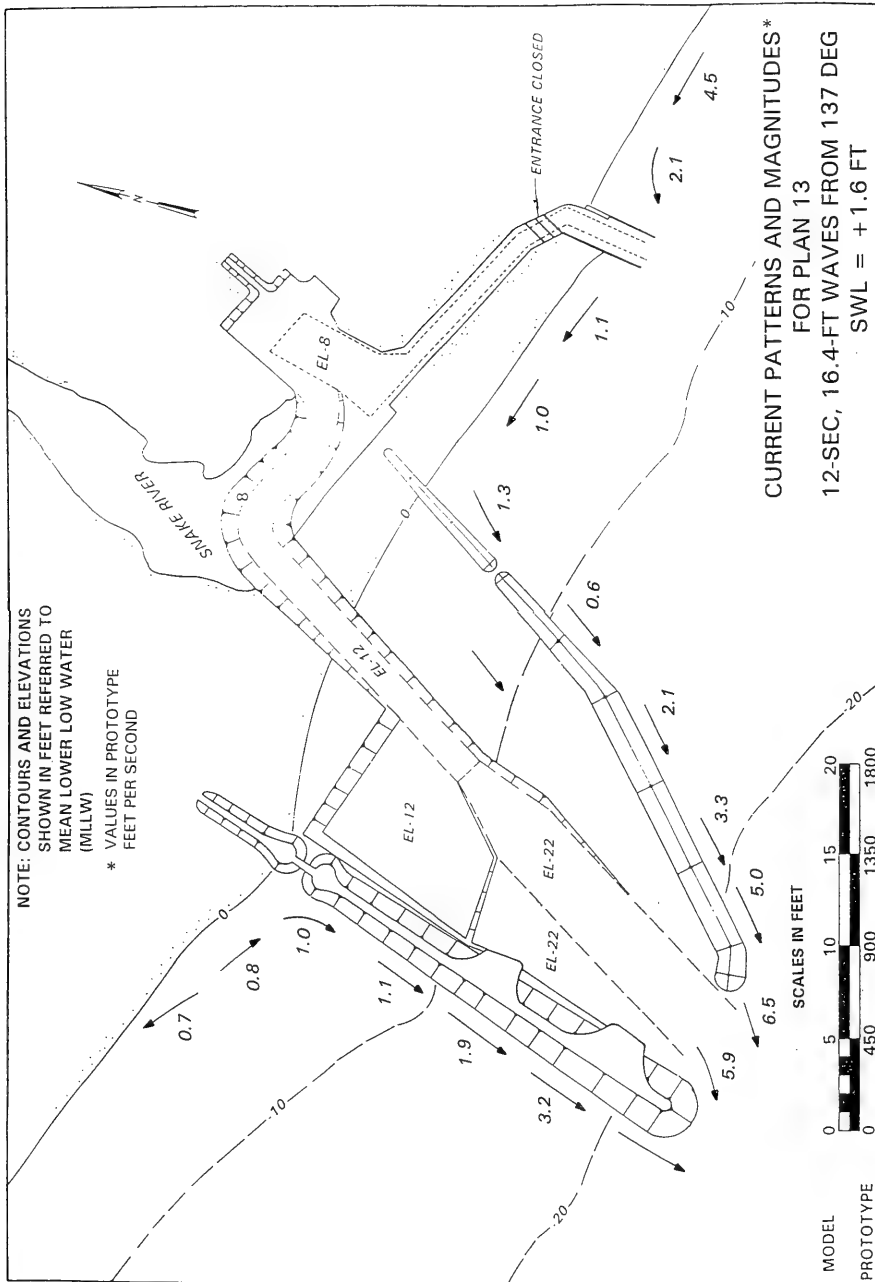 NOTE: CONTOURS AND ELEVATIONS
SHOWN IN FEET REFERRED TO
MEAN LOWER LOW WATER
(MLLW)
* VALUES IN PROTOTYPE
FEET PER SECOND
SNAKE RIVER
N
8
EL-8
EL-12
EL-12
EL-22
EL-22
ENTRANCE CLOSED
0
0
-10
-10
-20
-20
0.7
0.8
1.0
1.1
1.9
3.2
5.9
6.5
5.0
3.3
2.1
0.6
1.3
1.0
1.1
2.1
4.5
SCALES IN FEET
MODEL 0 5 10 15 20
PROTOTYPE 0 450 900 1350 1800
CURRENT PATTERNS AND MAGNITUDES*
FOR PLAN 13
12-SEC, 16.4-FT WAVES FROM 137 DEG
SWL = +1.6 FT